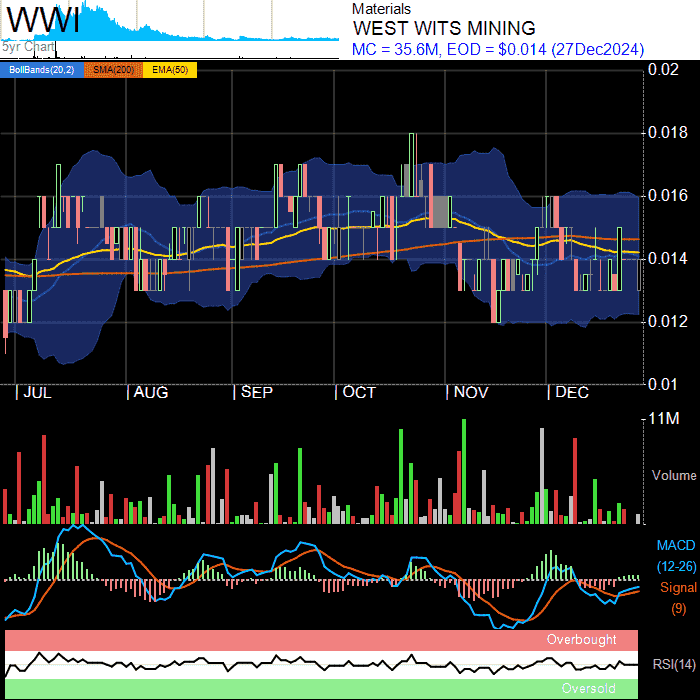 WWI
5yr Chart
Materials
WEST WITS MINING
MC = 35.6M, EOD = $0.014 (27Dec2024)
BollBands(20,2) SMA(200) EMA(50)
0.02
0.018
0.016
0.014
0.012
0.01
JUL AUG SEP OCT NOV DEC
11M
Volume
MACD
(12-26)
Signal
(9)
Overbought
RSI(14)
Oversold